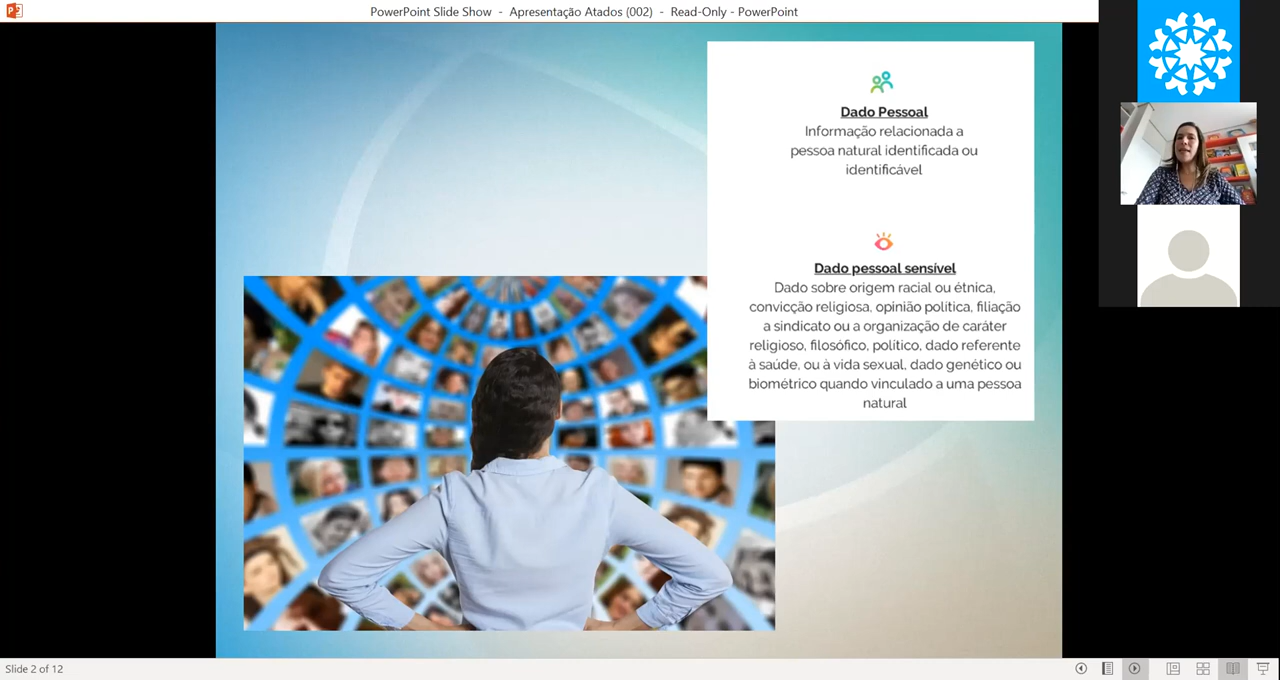 PowerPoint Slide Show - Apresentação Atados (002) - Read-Only - PowerPoint
Dado Pessoal
Informação relacionada a
pessoa natural identificada ou
identificável
Dado pessoal sensível
Dado sobre origem racial ou étnica,
convicção religiosa, opinião política, filiação
a sindicato ou a organização de caráter
religioso, filosófico, político, dado referente
à saúde, ou à vida sexual, dado genético ou
biométrico quando vinculado a uma pessoa
natural
Slide 2 of 12